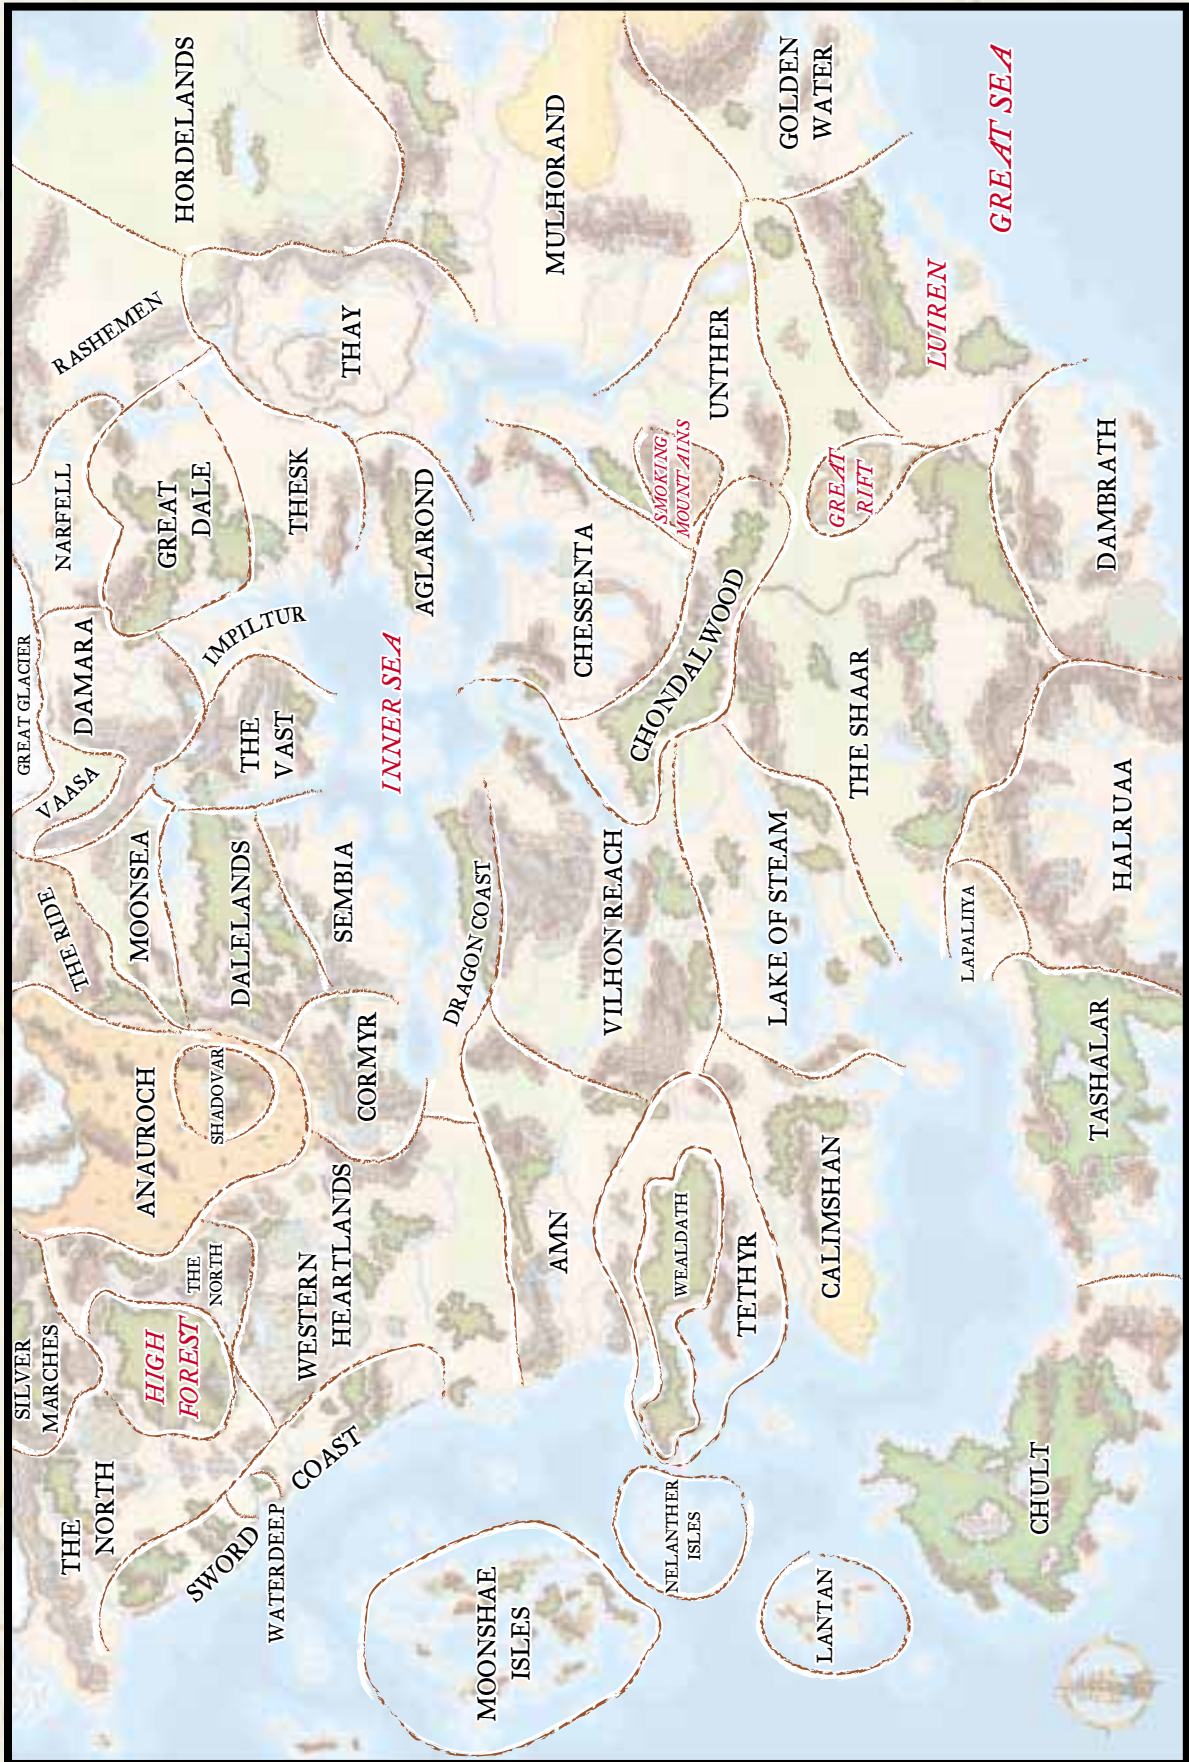 SILVER
MARCHES
THE
NORTH
HIGH
FOREST
THE
NORTH
SWORD
COAST
WATERDEEP
ANAUROCH
SHADOVAR
WESTERN
HEARTLANDS
CORMYR
THE RIDE
MOONSEA
DALELANDS
SEMBIA
VAASA
GREAT GLACIER
DAMARA
THE
VAST
IMPILTUR
NARFELL
GREAT
DALE
THESK
RASHEMEN
HORDELANDS
THAY
AGLAROND
INNER SEA
DRAGON COAST
MOONSHAE
ISLES
AMN
VILHON REACH
CHESSENTA
CHONDALWOOD
SMOKING
MOUNTAINS
UNTHER
MULHORAND
GOLDEN
WATER
NELANTHER
ISLES
WEALDATH
TETHYR
CALIMSHAN
LAKE OF STEAM
THE SHAAR
GREAT
RIFT
LUIREN
GREAT SEA
LANTAN
CHULT
TASHALAR
LAPALIIYA
HALRUAA
DAMBRATH